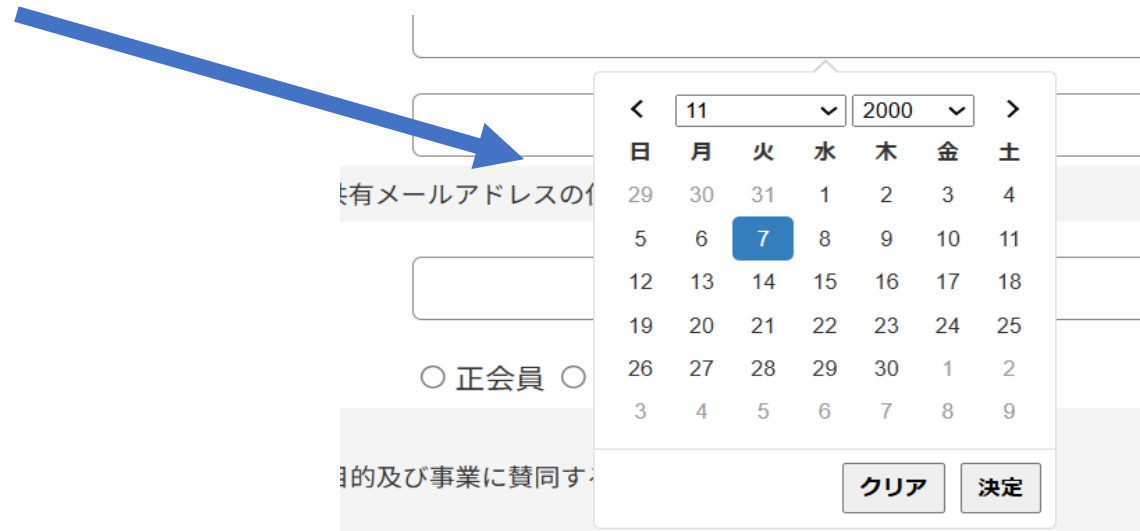 < 11 2000 >
日 月 火 水 木 金 土
29 30 31 1 2 3 4
有メールアドレスの
5 6 7 8 9 10 11
12 13 14 15 16 17 18
19 20 21 22 23 24 25
○ 正会員 ○
26 27 28 29 30 1 2
3 4 5 6 7 8 9
的及び事業に賛同す
クリア 決定